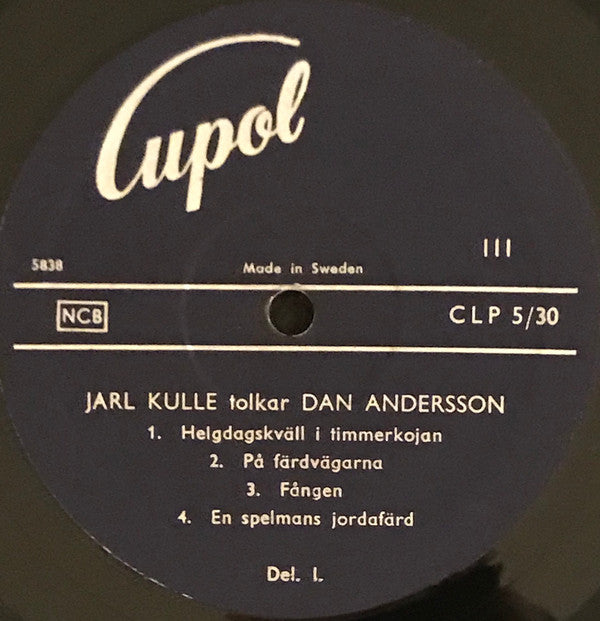 Cupol
III
5838
Made in Sweden
NCB
CLP 5/30
JARL KULLE tolkar DAN ANDERSSON
1. Helgdagskväll i timmerkojan
2. På färdvägarna
3. Fången
4. En spelmans jordafärd
Del. I.